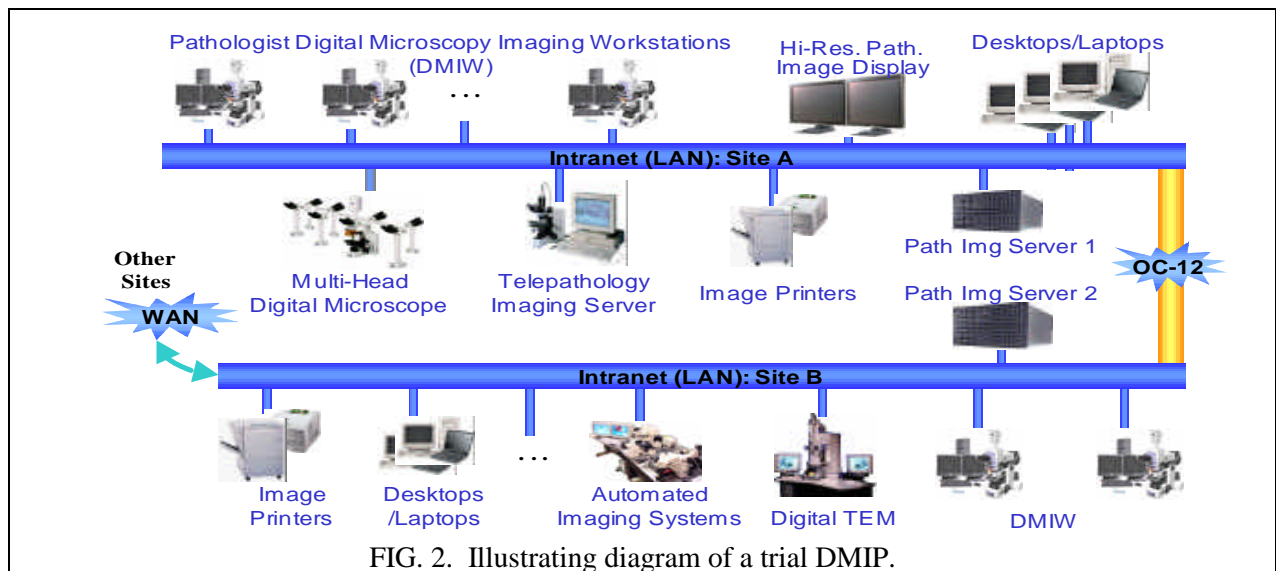 Pathologist Digital Microscopy Imaging Workstations
(DMIW)
Hi-Res. Path.
Image Display
Desktops/Laptops
...
Intranet (LAN): Site A
Multi-Head
Digital Microscope
Telepathology
Imaging Server
Image Printers
Path Img Server 1
OC-12
Path Img Server 2
Other
Sites
WAN
Intranet (LAN): Site B
Image
Printers
Desktops
/Laptops
...
Automated
Imaging Systems
Digital TEM
DMIW
FIG. 2. Illustrating diagram of a trial DMIP.